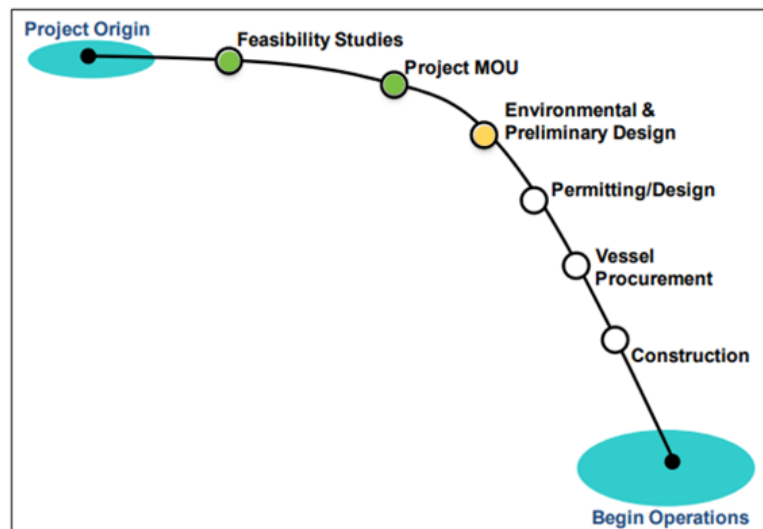 Project Origin
Feasibility Studies
Project MOU
Environmental &
Preliminary Design
Permitting/Design
Vessel
Procurement
Construction
Begin Operations